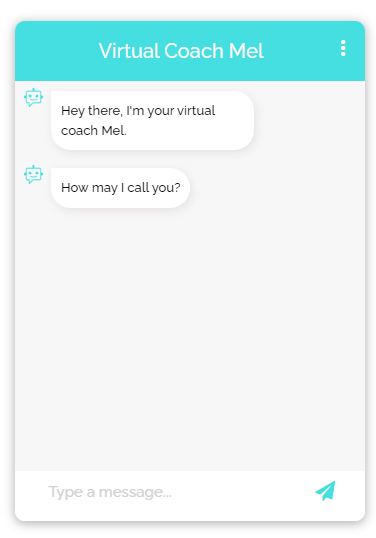 Virtual Coach Mel
Hey there, I'm your virtual
coach Mel.
How may I call you?
Type a message...